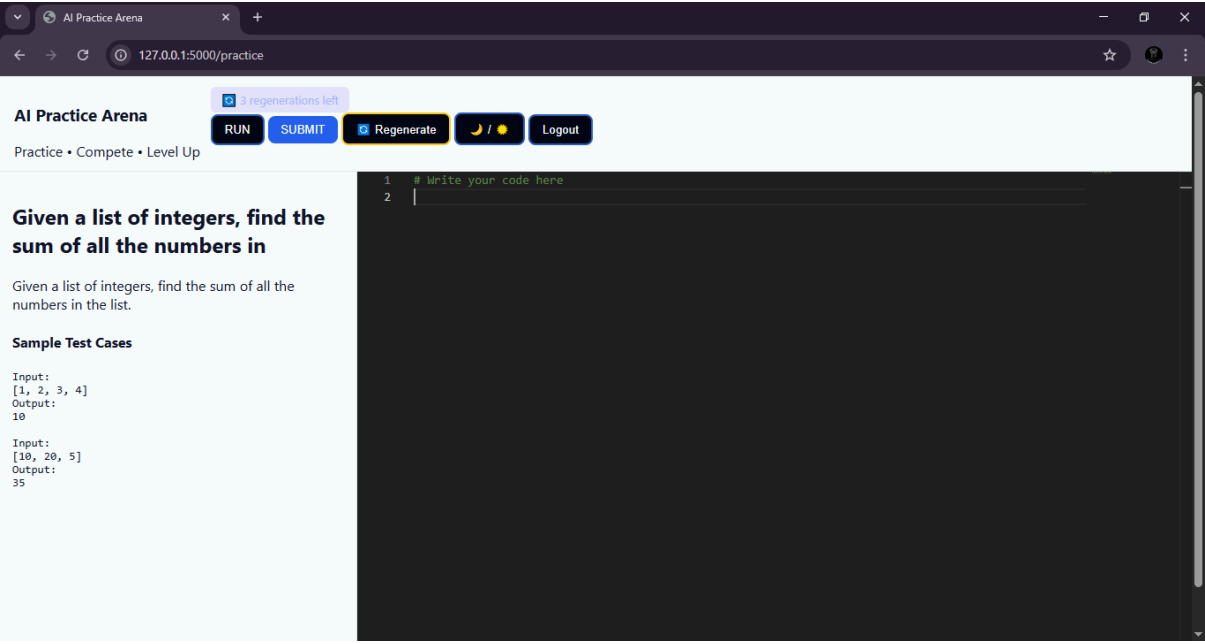 AI Practice Arena
127.0.0.1:5000/practice
3 regenerations left
AI Practice Arena
RUN
SUBMIT
Regenerate
/
Logout
Practice • Compete • Level Up
1
# Write your code here
2
Given a list of integers, find the
sum of all the numbers in
Given a list of integers, find the sum of all the
numbers in the list.
Sample Test Cases
Input:
[1, 2, 3, 4]
Output:
10
Input:
[10, 20, 5]
Output:
35